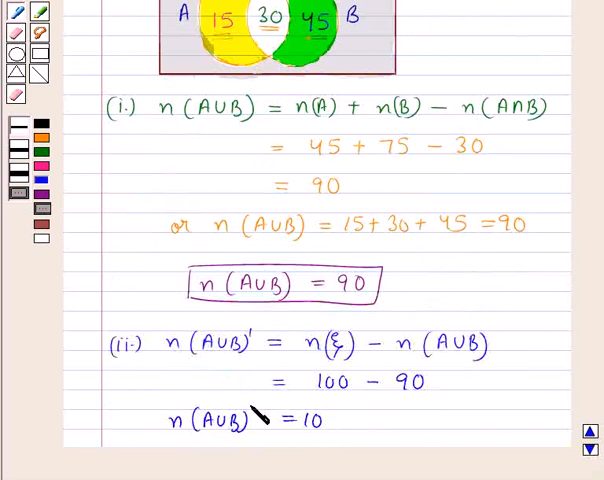 A 15 30 45 B
(i.) n (A∪B) = n(A) + n(B) − n(A∩B)
= 45 + 75 − 30
= 90
or n (A∪B) = 15 + 30 + 45 = 90
n (A∪B) = 90
(ii.) n (A∪B)' = n(ξ) − n (A∪B)
= 100 − 90
n (A∪B) = 10